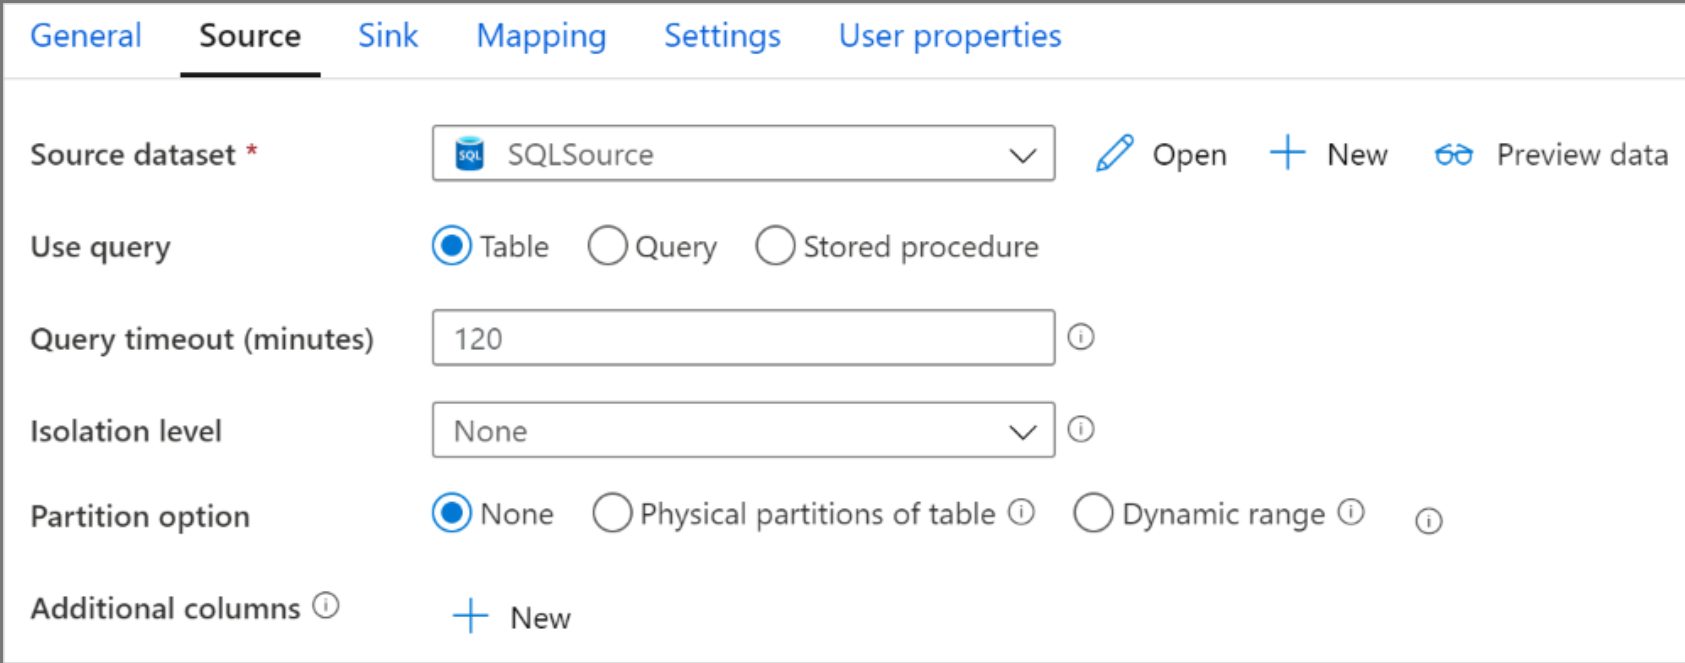 General Source Sink Mapping Settings User properties
Source dataset * SQL SQLSource Open New Preview data
Use query Table Query Stored procedure
Query timeout (minutes) 120
Isolation level None
Partition option None Physical partitions of table Dynamic range
Additional columns New